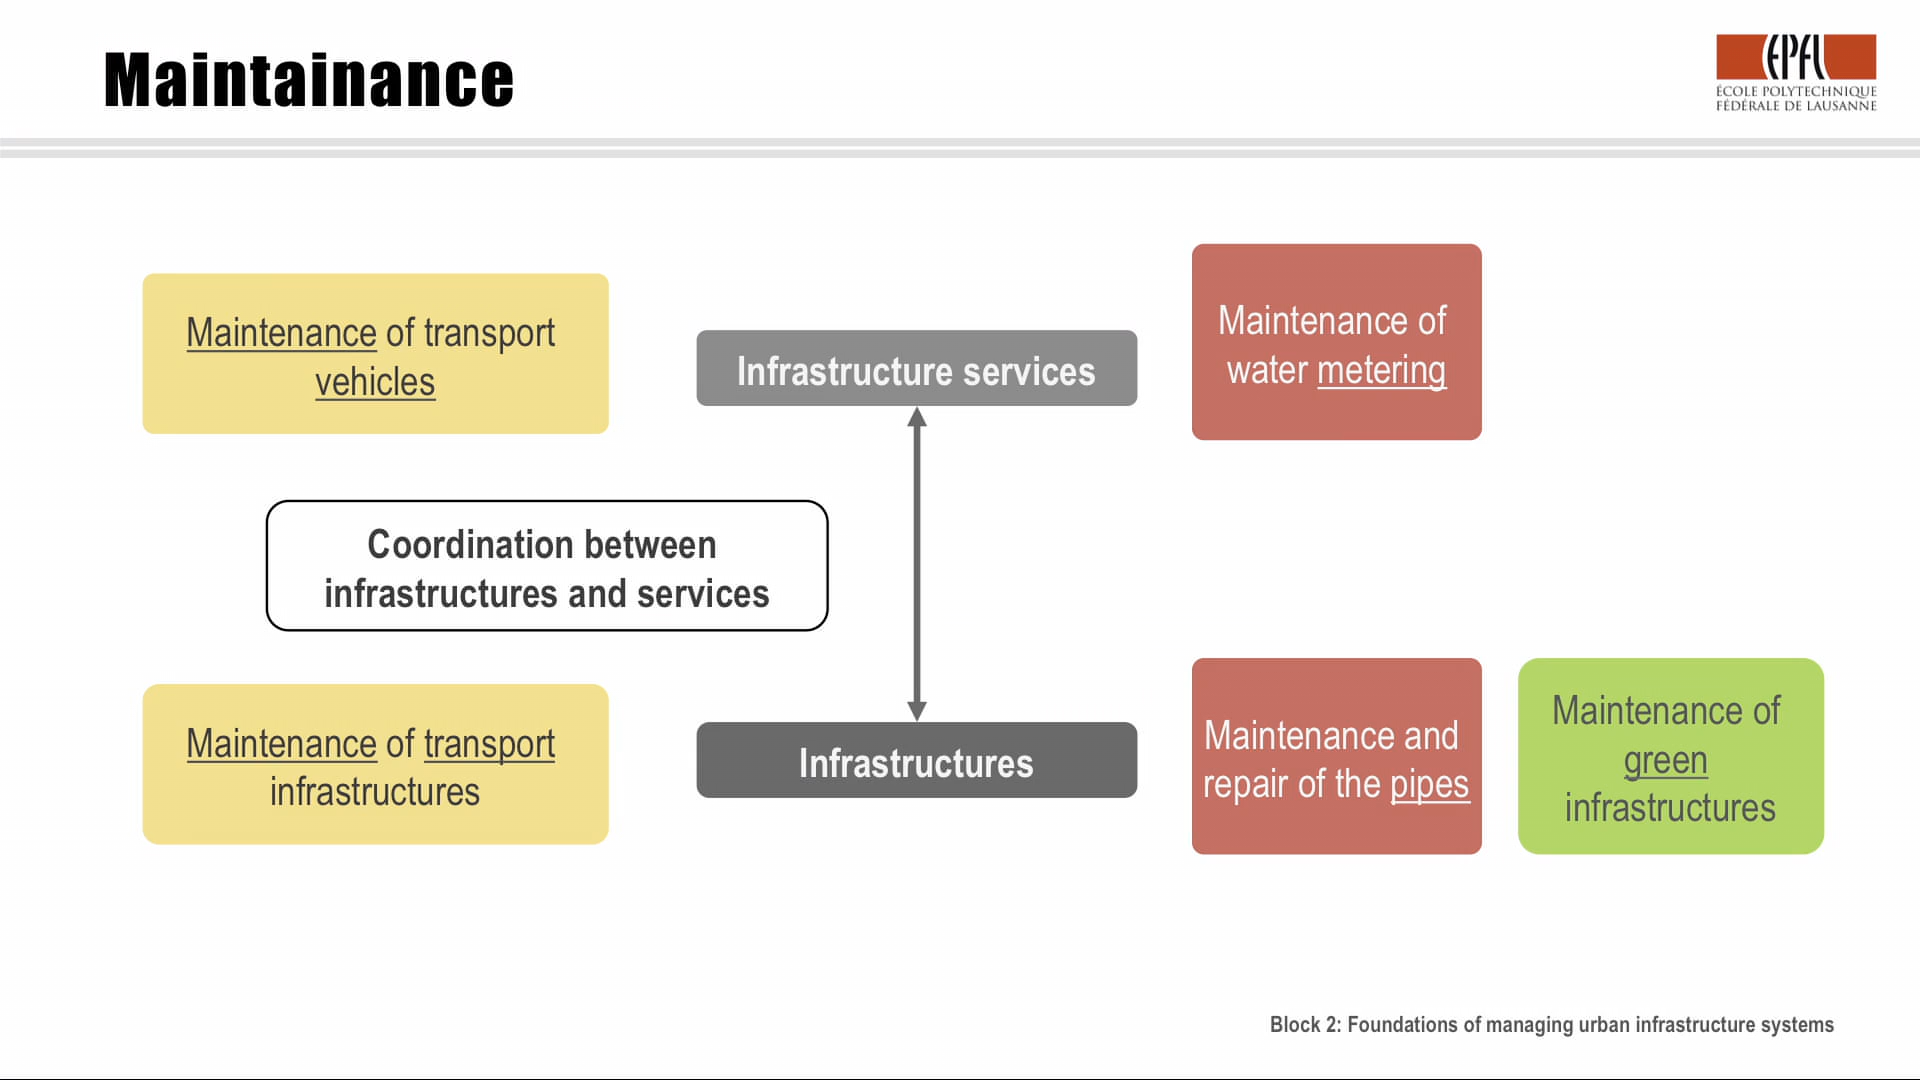 Maintainance
EPFL
ÉCOLE POLYTECHNIQUE
FÉDÉRALE DE LAUSANNE
Maintenance of transport
vehicles
Infrastructure services
Maintenance of
water metering
Coordination between
infrastructures and services
Maintenance of transport
infrastructures
Infrastructures
Maintenance and
repair of the pipes
Maintenance of
green
infrastructures
Block 2: Foundations of managing urban infrastructure systems